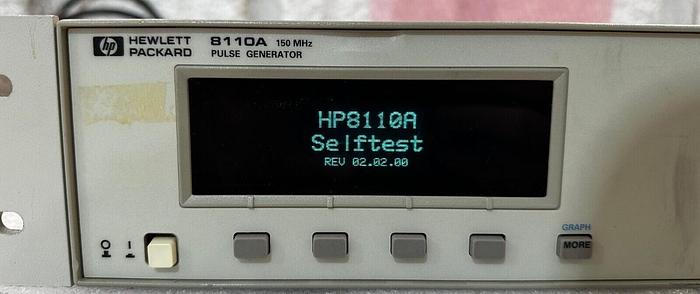 hp HEWLETT PACKARD
8110A 150 MHz
PULSE GENERATOR
HP8110A
Selftest
REV 02.02.00
O I
GRAPH
MORE